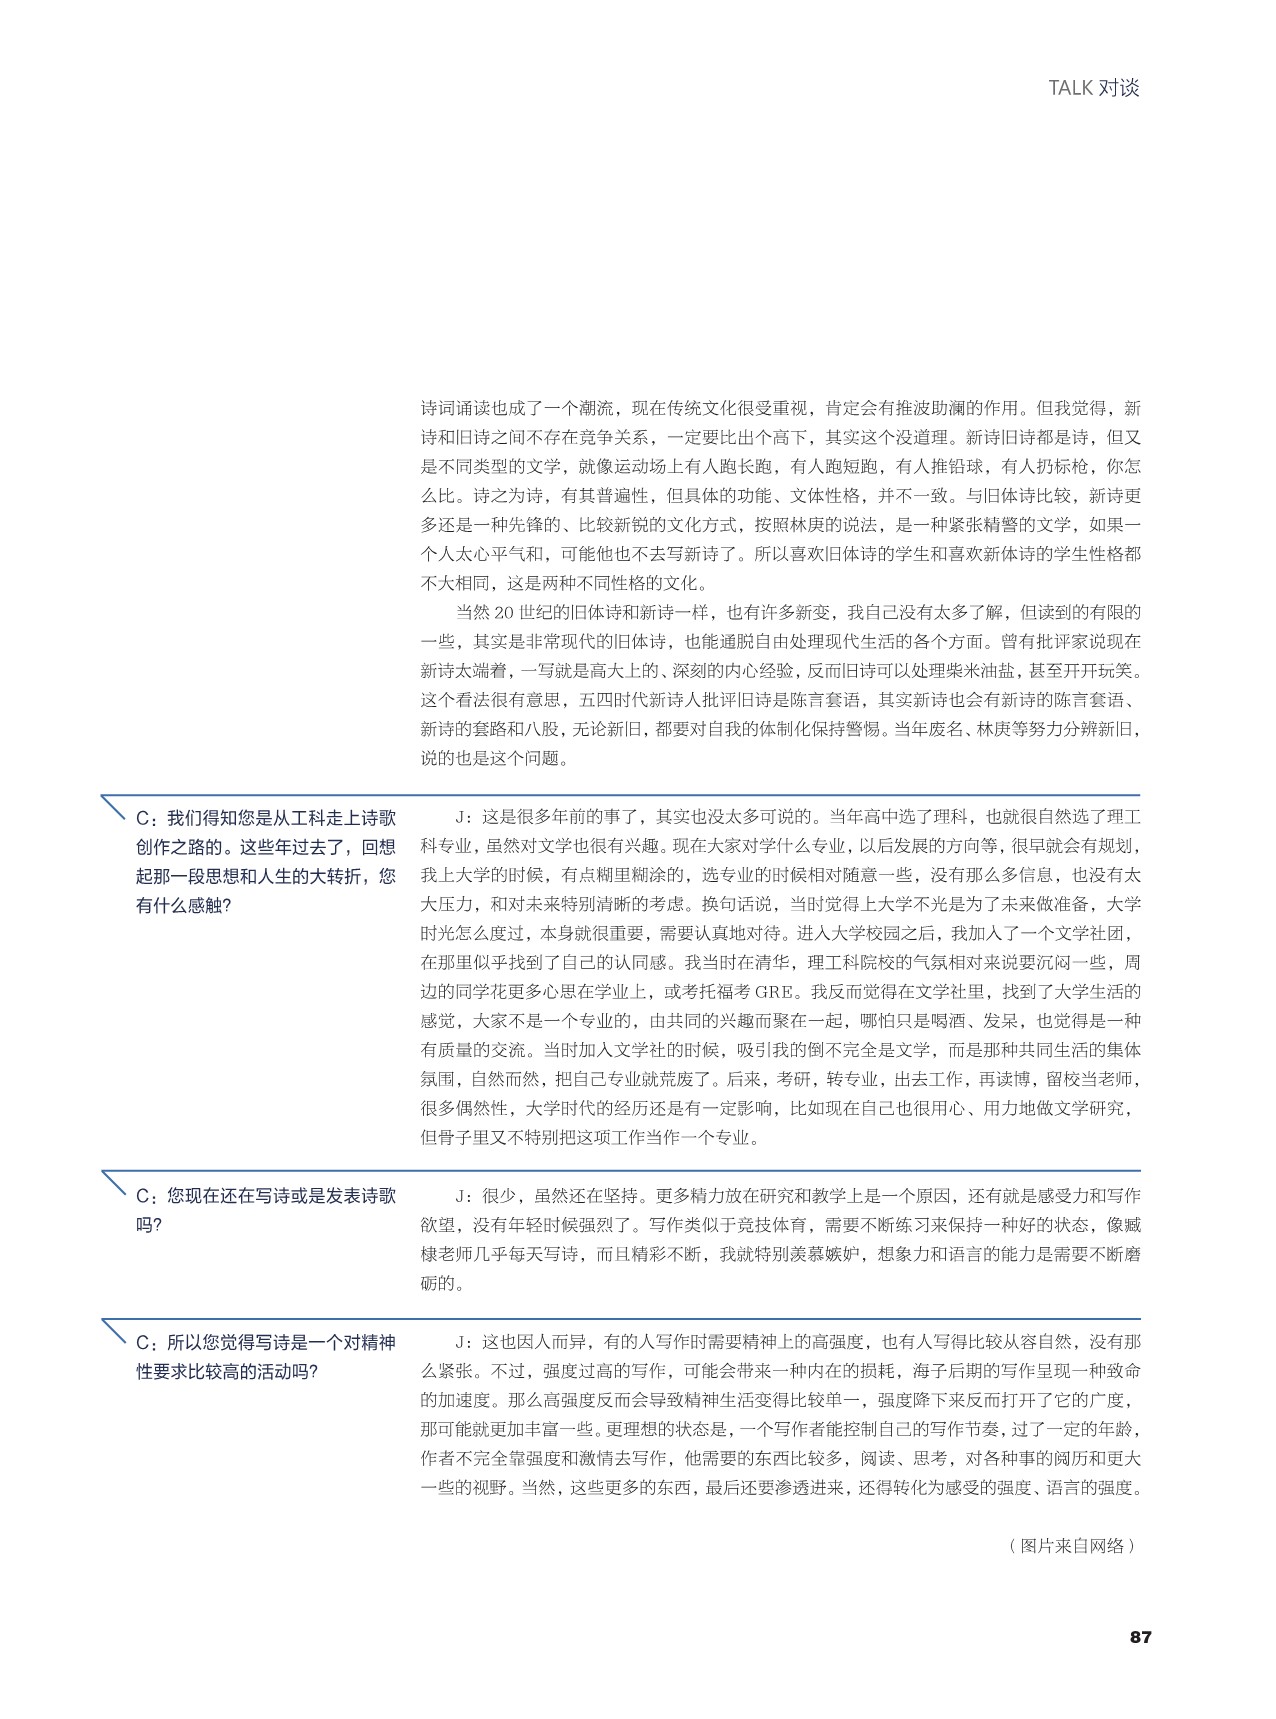 TALK 对谈
诗词诵读也成了一个潮流，现在传统文化很受重视，肯定会有推波助澜的作用。但我觉得，新
诗和旧诗之间不存在竞争关系，一定要比出个高下，其实这个没道理。新诗旧诗都是诗，但又
是不同类型的文学，就像运动场上有人跑长跑，有人跑短跑，有人推铅球，有人扔标枪，你怎
么比。诗之为诗，有其普遍性，但具体的功能、文体性格，并不一致。与旧体诗比较，新诗更
多还是一种先锋的、比较新锐的文化方式，按照林庚的说法，是一种紧张精警的文学，如果一
个人太心平气和，可能他也不去写新诗了。所以喜欢旧体诗的学生和喜欢新体诗的学生性格都
不大相同，这是两种不同性格的文化。
当然 20 世纪的旧体诗和新诗一样，也有许多新变，我自己没有太多了解，但读到的有限的
一些，其实是非常现代的旧体诗，也能通脱自由处理现代生活的各个方面。曾有批评家说现在
新诗太端着，一写就是高大上的、深刻的内心经验，反而旧诗可以处理柴米油盐，甚至开开玩笑。
这个看法很有意思，五四时代新诗人批评旧诗是陈言套语，其实新诗也会有新诗的陈言套语、
新诗的套路和八股，无论新旧，都要对自我的体制化保持警惕。当年废名、林庚等努力分辨新旧，
说的也是这个问题。
C：我们得知您是从工科走上诗歌
创作之路的。这些年过去了，回想
起那一段思想和人生的大转折，您
有什么感触？
J：这是很多年前的事了，其实也没太多可说的。当年高中选了理科，也就很自然选了理工
科专业，虽然对文学也很有兴趣。现在大家对学什么专业，以后发展的方向等，很早就会有规划，
我上大学的时候，有点糊里糊涂的，选专业的时候相对随意一些，没有那么多信息，也没有太
大压力，和对未来特别清晰的考虑。换句话说，当时觉得上大学不光是为了未来做准备，大学
时光怎么度过，本身就很重要，需要认真地对待。进入大学校园之后，我加入了一个文学社团，
在那里似乎找到了自己的认同感。我当时在清华，理工科院校的气氛相对来说要沉闷一些，周
边的同学花更多心思在学业上，或考托福考 GRE。我反而觉得在文学社里，找到了大学生活的
感觉，大家不是一个专业的，由共同的兴趣而聚在一起，哪怕只是喝酒、发呆，也觉得是一种
有质量的交流。当时加入文学社的时候，吸引我的倒不完全是文学，而是那种共同生活的集体
氛围，自然而然，把自己专业就荒废了。后来，考研，转专业，出去工作，再读博，留校当老师，
很多偶然性，大学时代的经历还是有一定影响，比如现在自己也很用心、用力地做文学研究，
但骨子里又不特别把这项工作当作一个专业。
C：您现在还在写诗或是发表诗歌
吗？
J：很少，虽然还在坚持。更多精力放在研究和教学上是一个原因，还有就是感受力和写作
欲望，没有年轻时候强烈了。写作类似于竞技体育，需要不断练习来保持一种好的状态，像臧
棣老师几乎每天写诗，而且精彩不断，我就特别羡慕嫉妒，想象力和语言的能力是需要不断磨
砺的。
C：所以您觉得写诗是一个对精神
性要求比较高的活动吗？
J：这也因人而异，有的人写作时需要精神上的高强度，也有人写得比较从容自然，没有那
么紧张。不过，强度过高的写作，可能会带来一种内在的损耗，海子后期的写作呈现一种致命
的加速度。那么高强度反而会导致精神生活变得比较单一，强度降下来反而打开了它的广度，
那可能就更加丰富一些。更理想的状态是，一个写作者能控制自己的写作节奏，过了一定的年龄，
作者不完全靠强度和激情去写作，他需要的东西比较多，阅读、思考，对各种事的阅历和更大
一些的视野。当然，这些更多的东西，最后还要渗透进来，还得转化为感受的强度、语言的强度。
（图片来自网络）
87